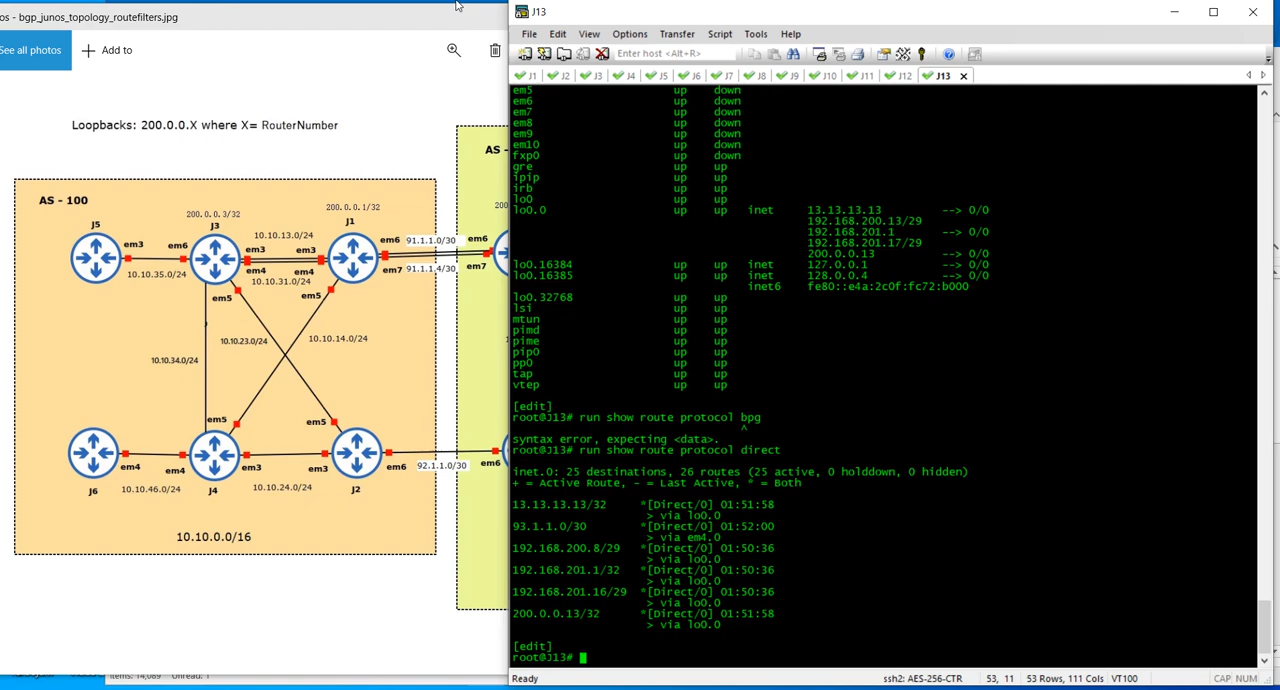 os - bgp_junos_topology_routefilters.jpg
See all photos
Add to
Loopbacks: 200.0.0.X where X= RouterNumber
AS - 100
AS -
200.0.0.3/32
200.0.0.1/32
200
J5
J3
J1
10.10.13.0/24
em3
em6
em3
em3
em6
91.1.1.0/30
em6
10.10.35.0/24
em4
em4
em7
91.1.1.4/30
em7
10.10.31.0/24
em5
em5
10.10.23.0/24
10.10.14.0/24
10.10.34.0/24
em5
em5
em4
em4
em3
em3
em6
92.1.1.0/30
em6
J6
10.10.46.0/24
J4
10.10.24.0/24
J2
10.10.0.0/16
Items: 14,089
Unread: 1
J13
File Edit View Options Transfer Script Tools Help
Enter host <Alt+R>
J1 J2 J3 J4 J5 J6 J7 J8 J9 J10 J11 J12 J13
em5 up down
em6 up down
em7 up down
em8 up down
em9 up down
em10 up down
fxp0 up down
gre up up
ipip up up
irb up up
lo0 up up
lo0.0 up up inet 13.13.13.13 --> 0/0
192.168.200.13/29
192.168.201.1 --> 0/0
192.168.201.17/29
200.0.0.13 --> 0/0
lo0.16384 up up inet 127.0.0.1 --> 0/0
lo0.16385 up up inet 128.0.0.4 --> 0/0
inet6 fe80::e4a:2c0f:fc72:b000
lo0.32768 up up
lsi up up
mtun up up
pimd up up
pime up up
pip0 up up
pp0 up up
tap up up
vtep up up
[edit]
root@J13# run show route protocol bpg
^
syntax error, expecting <data>.
root@J13# run show route protocol direct
inet.0: 25 destinations, 26 routes (25 active, 0 holddown, 0 hidden)
+ = Active Route, - = Last Active, * = Both
13.13.13.13/32 *[Direct/0] 01:51:58
> via lo0.0
93.1.1.0/30 *[Direct/0] 01:52:00
> via em4.0
192.168.200.8/29 *[Direct/0] 01:50:36
> via lo0.0
192.168.201.1/32 *[Direct/0] 01:50:36
> via lo0.0
192.168.201.16/29 *[Direct/0] 01:50:36
> via lo0.0
200.0.0.13/32 *[Direct/0] 01:51:58
> via lo0.0
[edit]
root@J13#
Ready
ssh2: AES-256-CTR
53, 11
53 Rows, 111 Cols
VT100
CAP NUM